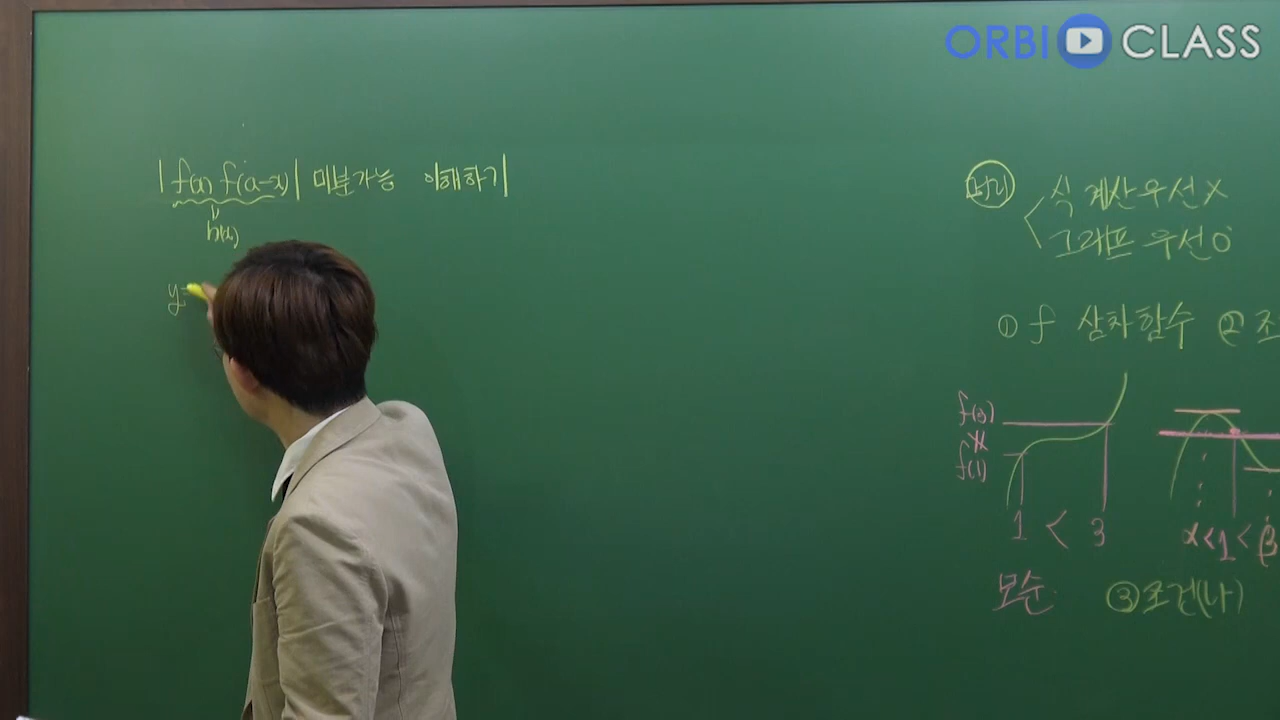 ORBI CLASS
|f(x) f(a-x)| 미분가능 이해하기
h(x)
y=
식 계산 우선 X
그래프 우선 O
① f 삼차함수 ② 조
f(3)
f(1)
1 < 3
α < 1 < β
모순
③ 조건(나)